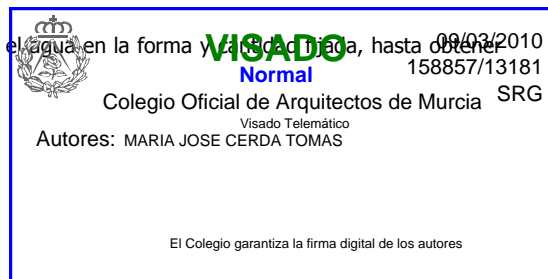 el agua en la forma y cantidad fijada, hasta obtener
VISADO
09/03/2010
Normal
158857/13181
Colegio Oficial de Arquitectos de Murcia
SRG
Visado Telemático
Autores: MARIA JOSE CERDA TOMAS
El Colegio garantiza la firma digital de los autores